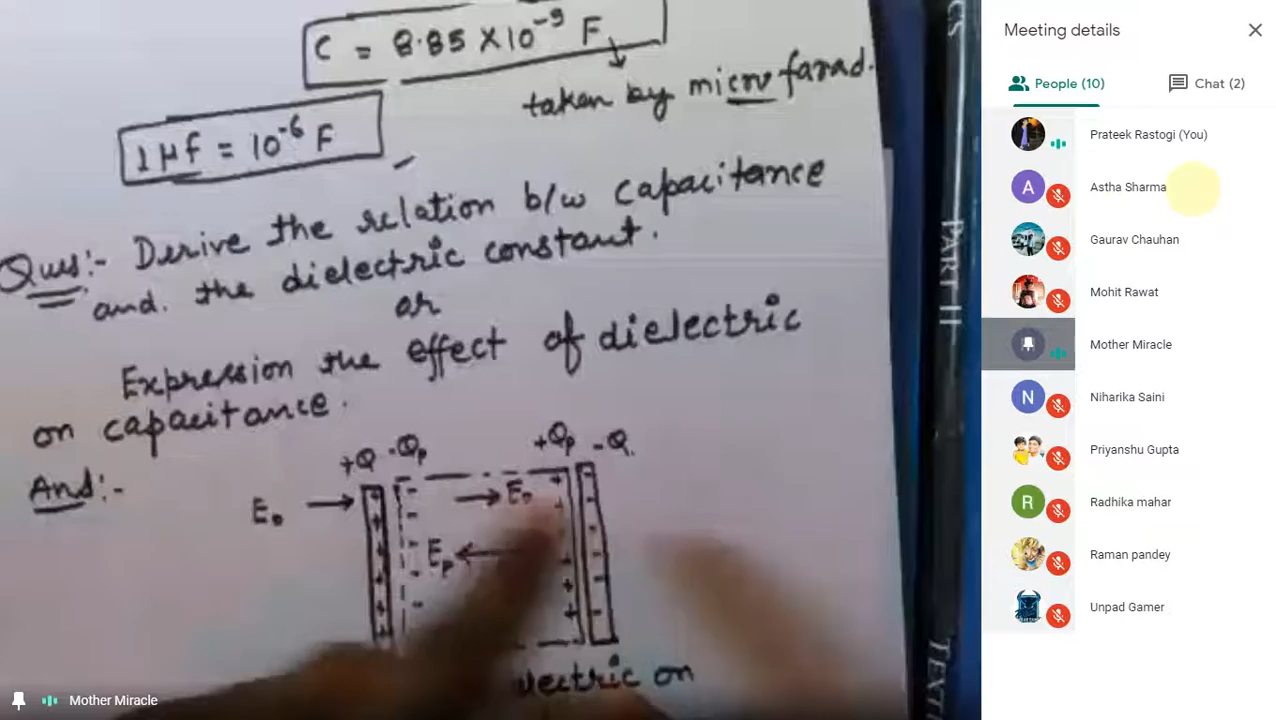 C = 8.85 × 10⁻⁹ F
taken by micro farad.
1 μf = 10⁻⁶ F
Ques:- Derive the relation b/w capacitance
and. the dielectric constant.
or
Expression the effect of dielectric
on capacitance.
And:-
+Q -Qp +Qp -Q.
E₀ → → E₀
Ep ←
on
PART II
Mother Miracle
Meeting details
People (10) Chat (2)
Prateek Rastogi (You)
A Astha Sharma
Gaurav Chauhan
Mohit Rawat
Mother Miracle
N Niharika Saini
Priyanshu Gupta
R Radhika mahar
Raman pandey
Unpad Gamer